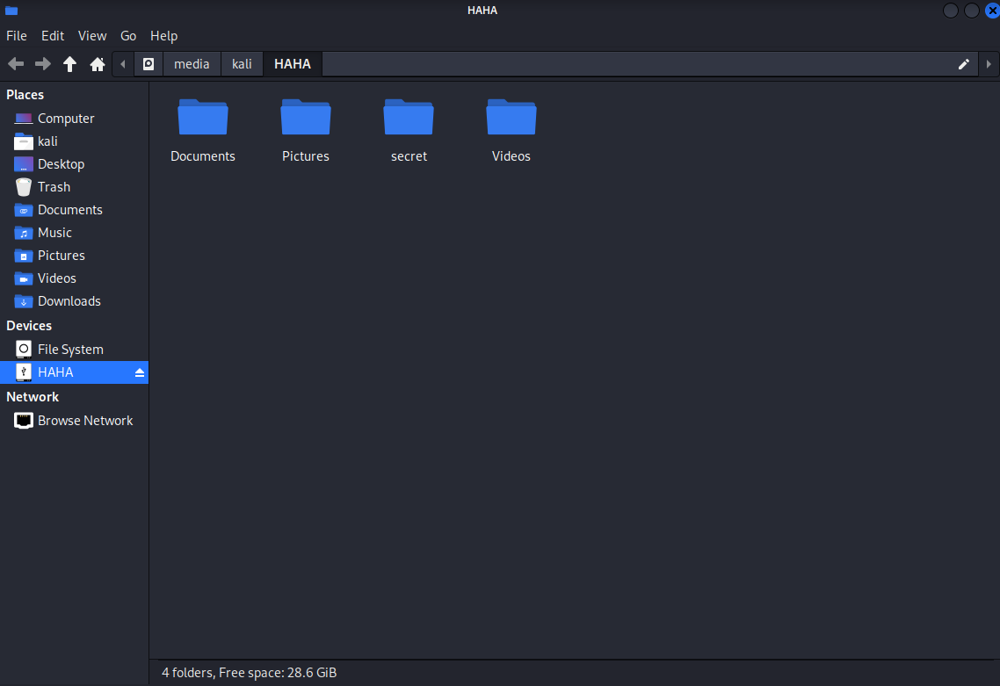 HAHA
File Edit View Go Help
media kali HAHA
Places
Computer
kali
Desktop
Trash
Documents
Music
Pictures
Videos
Downloads
Devices
File System
HAHA
Network
Browse Network
Documents Pictures secret Videos
4 folders, Free space: 28.6 GiB